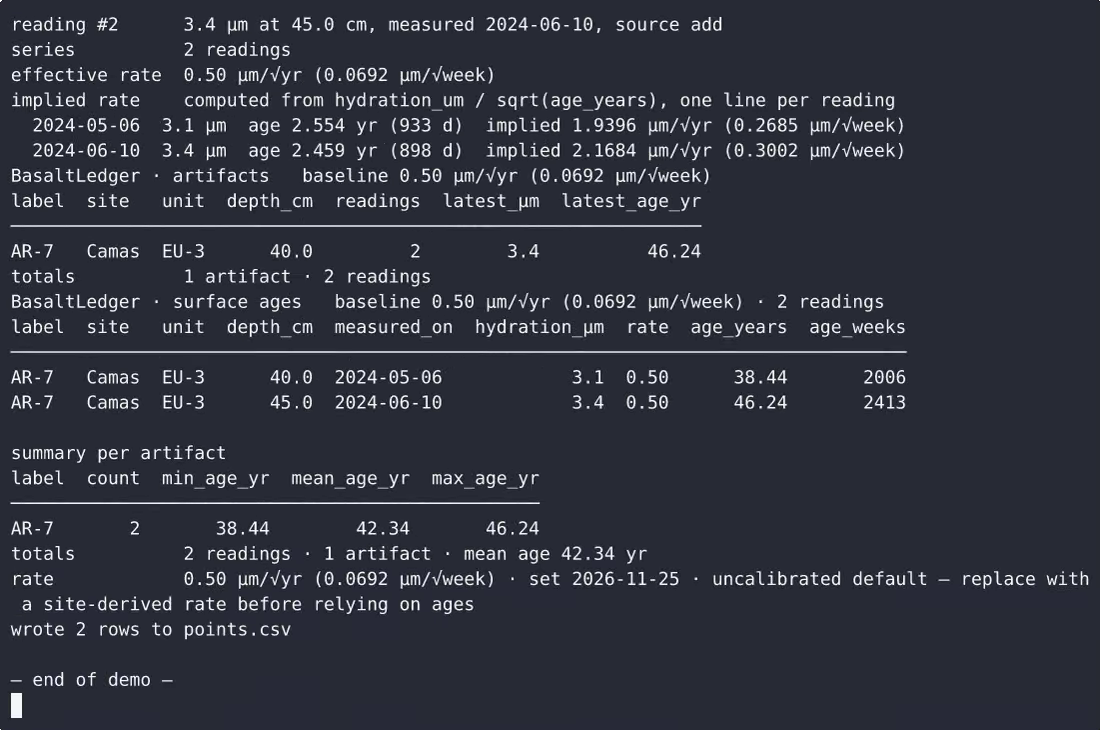 reading #2      3.4 µm at 45.0 cm, measured 2024-06-10, source add
series          2 readings
effective rate  0.50 µm/√yr (0.0692 µm/√week)
implied rate    computed from hydration_um / sqrt(age_years), one line per reading
  2024-05-06  3.1 µm  age 2.554 yr (933 d)  implied 1.9396 µm/√yr (0.2685 µm/√week)
  2024-06-10  3.4 µm  age 2.459 yr (898 d)  implied 2.1684 µm/√yr (0.3002 µm/√week)
BasaltLedger · artifacts   baseline 0.50 µm/√yr (0.0692 µm/√week)
label  site   unit  depth_cm  readings  latest_µm  latest_age_yr
AR-7   Camas  EU-3      40.0         2        3.4          46.24
totals          1 artifact · 2 readings
BasaltLedger · surface ages   baseline 0.50 µm/√yr (0.0692 µm/√week) · 2 readings
label  site   unit  depth_cm  measured_on  hydration_µm  rate  age_years  age_weeks
AR-7   Camas  EU-3      40.0  2024-05-06            3.1  0.50      38.44       2006
AR-7   Camas  EU-3      45.0  2024-06-10            3.4  0.50      46.24       2413
summary per artifact
label  count  min_age_yr  mean_age_yr  max_age_yr
AR-7       2       38.44        42.34       46.24
totals          2 readings · 1 artifact · mean age 42.34 yr
rate            0.50 µm/√yr (0.0692 µm/√week) · set 2026-11-25 · uncalibrated default — replace with
 a site-derived rate before relying on ages
wrote 2 rows to points.csv
— end of demo —